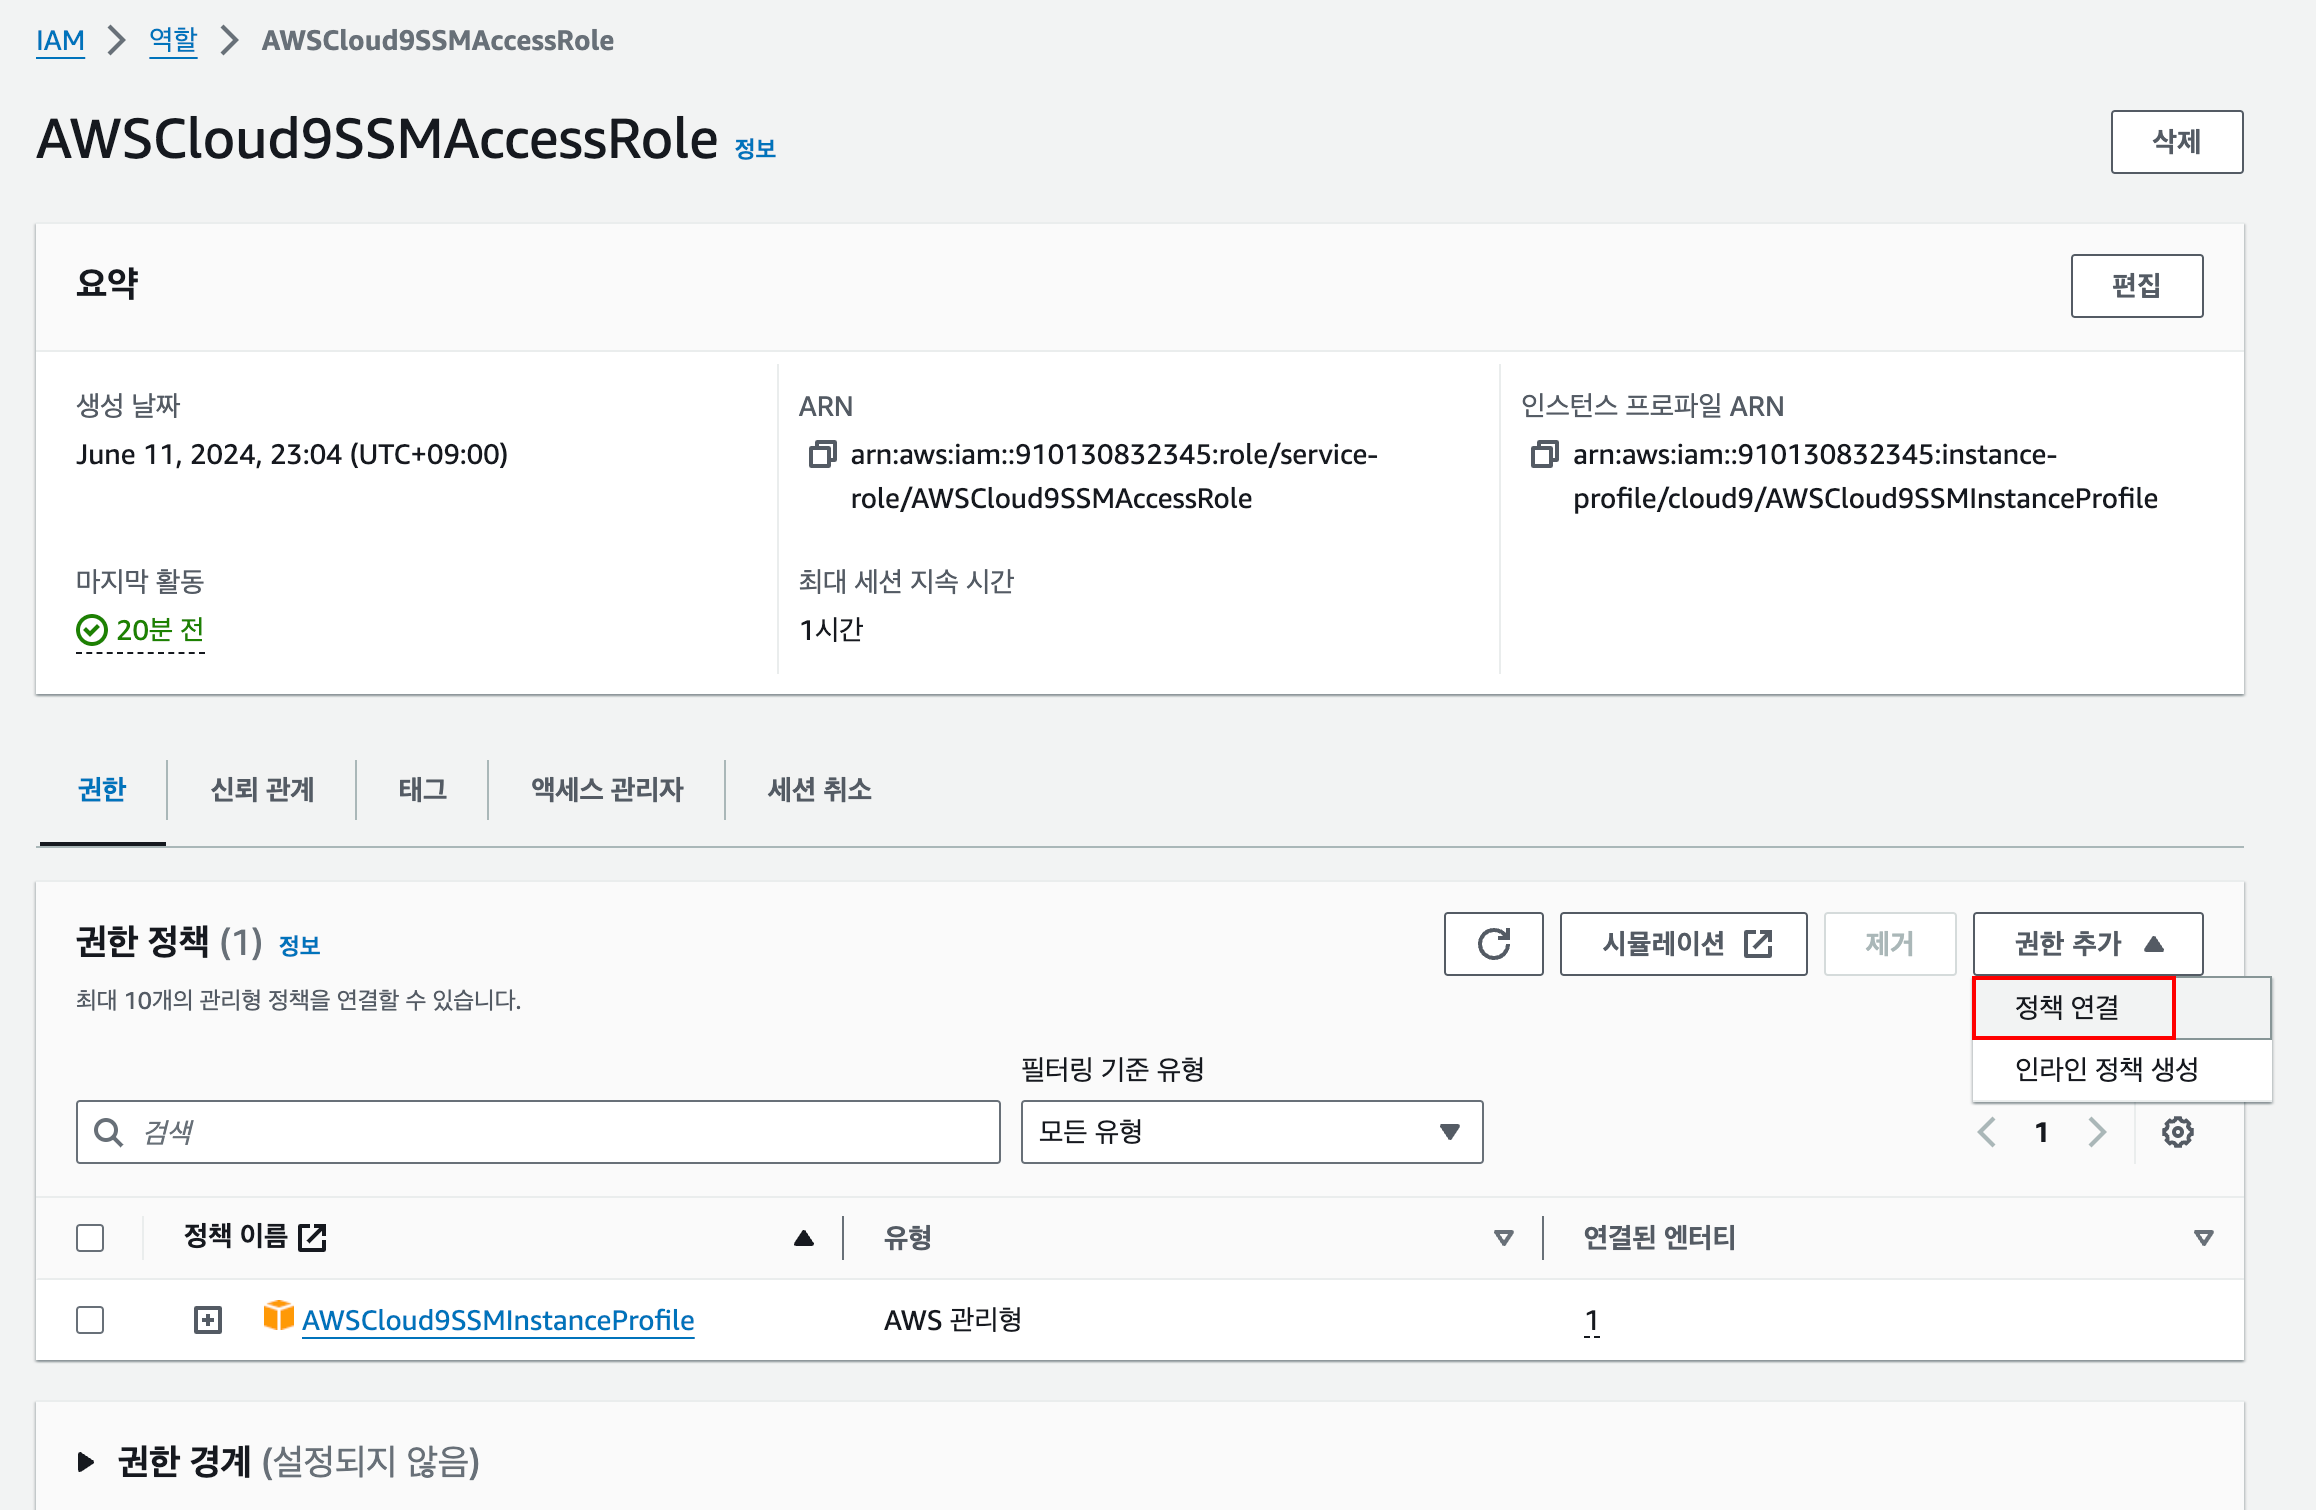 IAM > 역할 > AWSCloud9SSMAccessRole
AWSCloud9SSMAccessRole 정보
삭제
요약
편집
생성 날짜
June 11, 2024, 23:04 (UTC+09:00)
ARN
arn:aws:iam::910130832345:role/service-
role/AWSCloud9SSMAccessRole
인스턴스 프로파일 ARN
arn:aws:iam::910130832345:instance-
profile/cloud9/AWSCloud9SSMInstanceProfile
마지막 활동
20분 전
최대 세션 지속 시간
1시간
권한 신뢰 관계 태그 액세스 관리자 세션 취소
권한 정책 (1) 정보
시뮬레이션 제거 권한 추가
최대 10개의 관리형 정책을 연결할 수 있습니다.
정책 연결
인라인 정책 생성
필터링 기준 유형
검색
모든 유형
1
정책 이름 유형 연결된 엔터티
AWSCloud9SSMInstanceProfile AWS 관리형 1
권한 경계 (설정되지 않음)